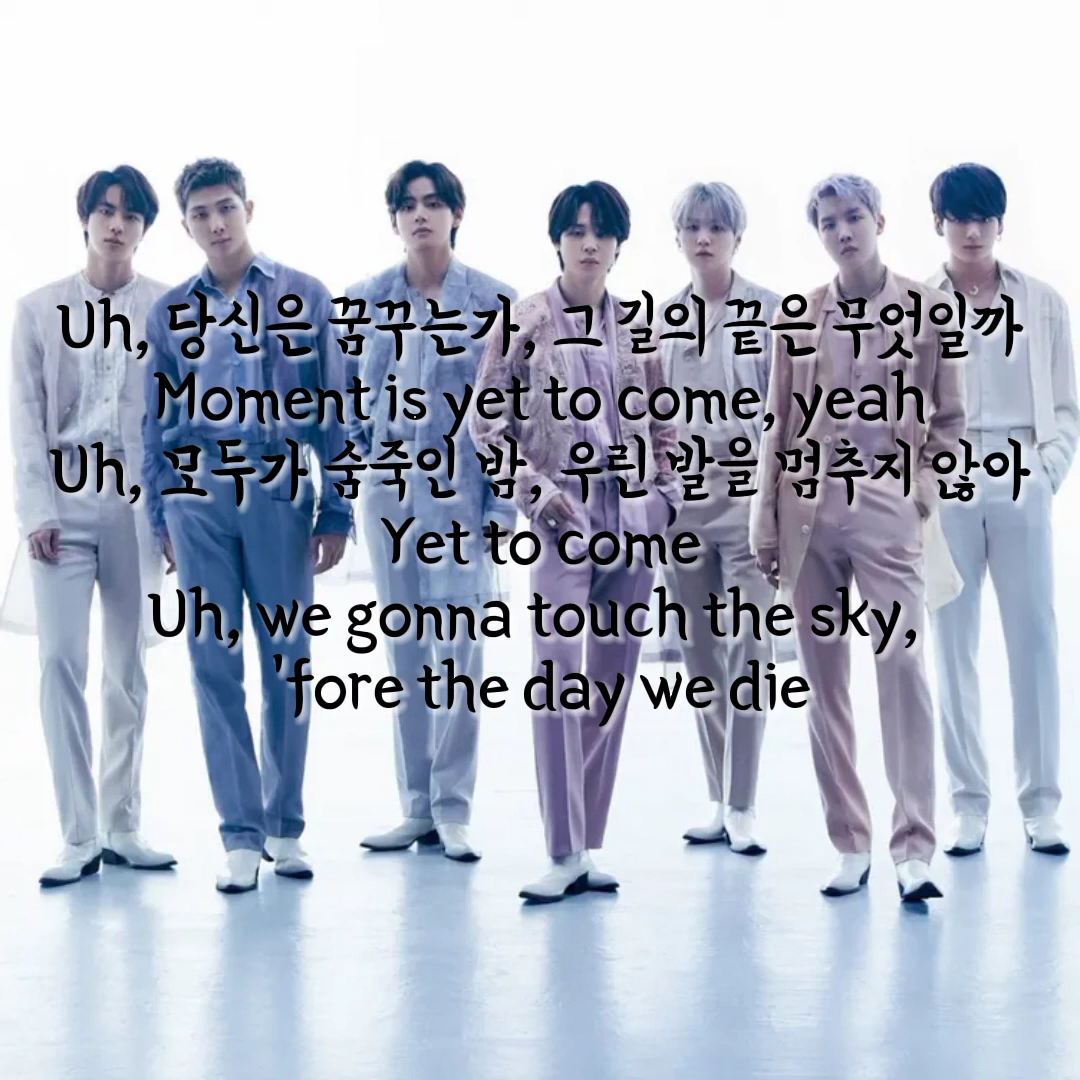 Uh, 당신은 꿈꾸는가, 그 길의 끝은 무엇일까
Moment is yet to come, yeah
Uh, 모두가 숨죽인 밤, 우린 발을 멈추지 않아
Yet to come
Uh, we gonna touch the sky,
'fore the day we die